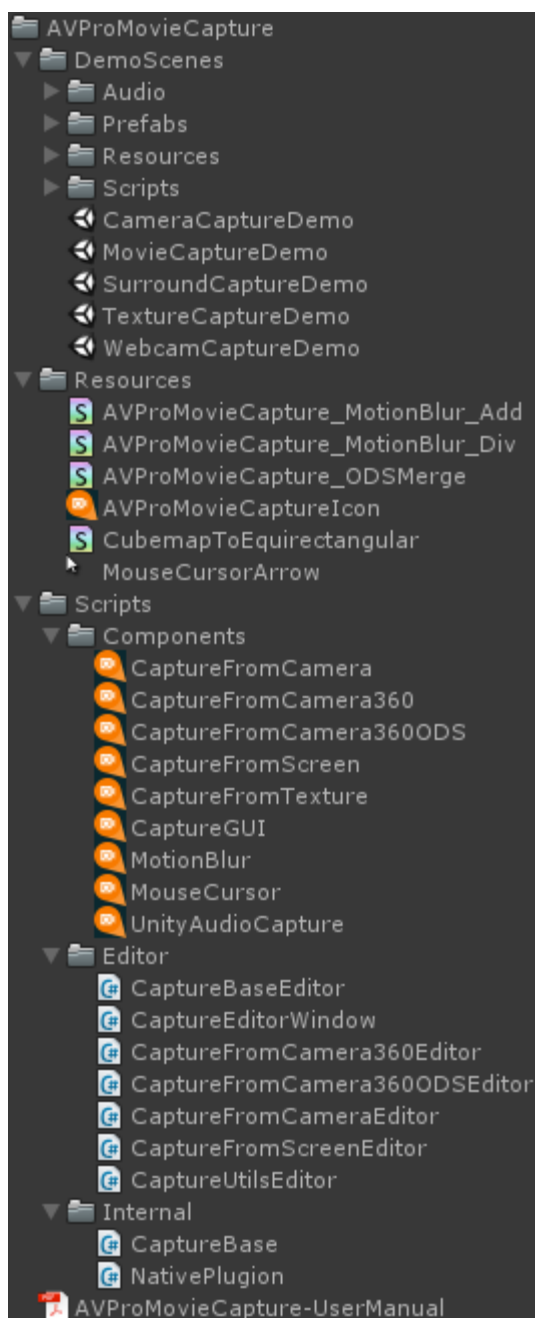 AVProMovieCapture
DemoScenes
Audio
Prefabs
Resources
Scripts
CameraCaptureDemo
MovieCaptureDemo
SurroundCaptureDemo
TextureCaptureDemo
WebcamCaptureDemo
Resources
AVProMovieCapture_MotionBlur_Add
AVProMovieCapture_MotionBlur_Div
AVProMovieCapture_ODSMerge
AVProMovieCaptureIcon
CubemapToEquirectangular
MouseCursorArrow
Scripts
Components
CaptureFromCamera
CaptureFromCamera360
CaptureFromCamera360ODS
CaptureFromScreen
CaptureFromTexture
CaptureGUI
MotionBlur
MouseCursor
UnityAudioCapture
Editor
CaptureBaseEditor
CaptureEditorWindow
CaptureFromCamera360Editor
CaptureFromCamera360ODSEditor
CaptureFromCameraEditor
CaptureFromScreenEditor
CaptureUtilsEditor
Internal
CaptureBase
NativePlugion
AVProMovieCapture-UserManual